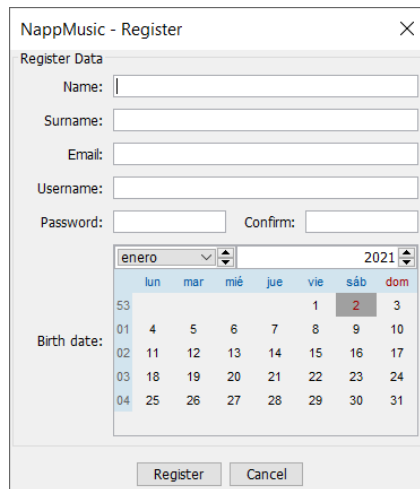 NappMusic - Register
Register Data
Name:
Surname:
Email:
Username:
Password: Confirm:
enero 2021
lun mar mié jue vie sáb dom
53 1 2 3
01 4 5 6 7 8 9 10
Birth date:
02 11 12 13 14 15 16 17
03 18 19 20 21 22 23 24
04 25 26 27 28 29 30 31
Register Cancel